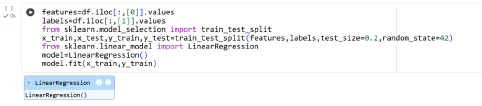 [ ]
0s
features=df.iloc[:,[0]].values
labels=df.iloc[:,[1]].values
from sklearn.model_selection import train_test_split
x_train,x_test,y_train,y_test=train_test_split(features,labels,test_size=0.2,random_state=42)
from sklearn.linear_model import LinearRegression
model=LinearRegression()
model.fit(x_train,y_train)
LinearRegression
LinearRegression()